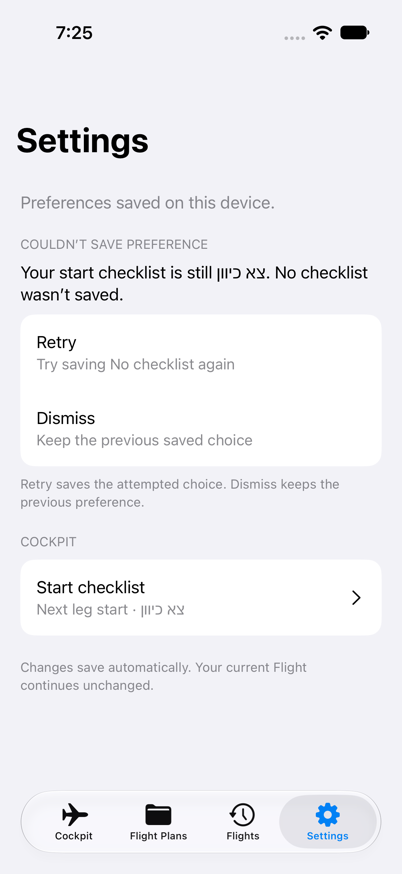 7:25
Settings
Preferences saved on this device.
COULDN’T SAVE PREFERENCE
Your start checklist is still צא כיוון. No checklist
wasn’t saved.
Retry
Try saving No checklist again
Dismiss
Keep the previous saved choice
Retry saves the attempted choice. Dismiss keeps the
previous preference.
COCKPIT
Start checklist
Next leg start · צא כיוון
Changes save automatically. Your current Flight
continues unchanged.
Cockpit
Flight Plans
Flights
Settings